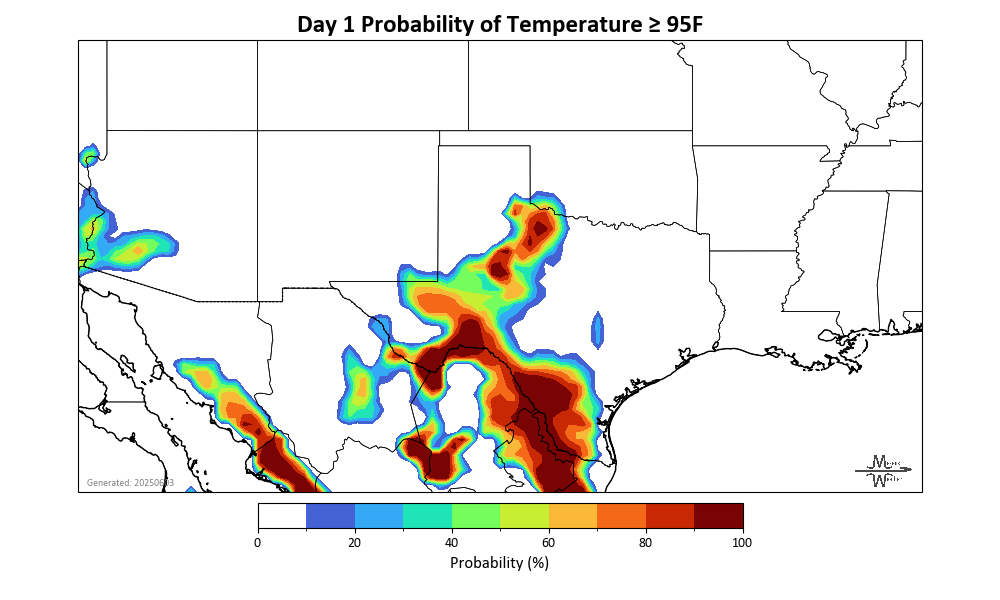 Day 1 Probability of Temperature ≥ 95F
Generated: 20250603
0 20 40 60 80 100
Probability (%)